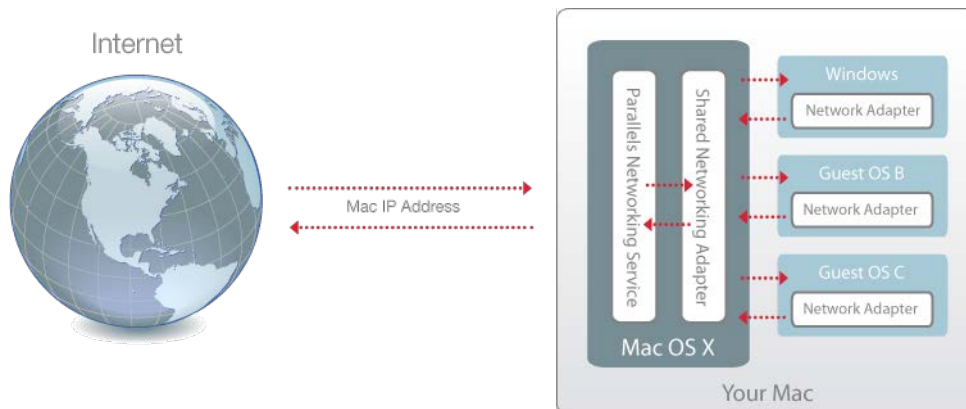 Internet
Mac IP Address
Parallels Networking Service
Shared Networking Adapter
Mac OS X
Windows
Network Adapter
Guest OS B
Network Adapter
Guest OS C
Network Adapter
Your Mac